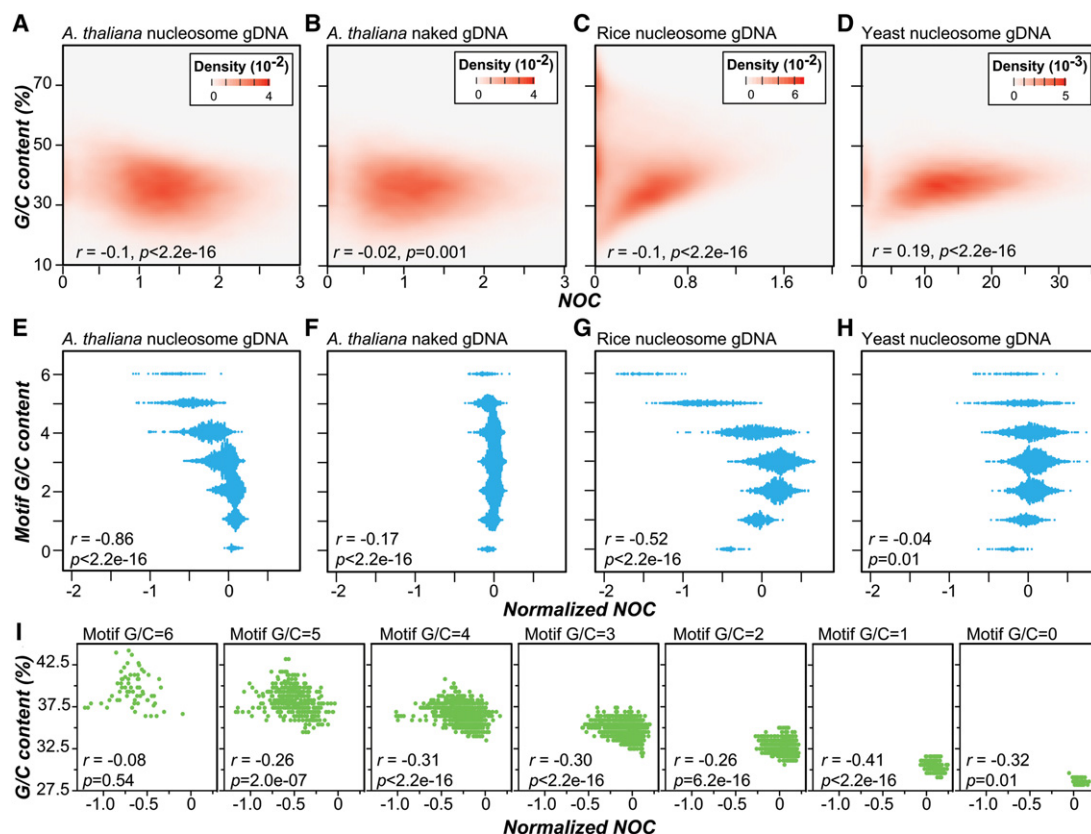 A
A. thaliana nucleosome gDNA
B
A. thaliana naked gDNA
C
Rice nucleosome gDNA
D
Yeast nucleosome gDNA
G/C content (%)
70
50
30
10
Density (10-2)
0 4
r = -0.1, p<2.2e-16
0 1 2 3
Density (10-2)
0 4
r = -0.02, p=0.001
0 1 2 3
Density (10-2)
0 6
r = -0.1, p<2.2e-16
0 0.8 1.6
Density (10-3)
0 5
r = 0.19, p<2.2e-16
0 10 20 30
NOC
E
A. thaliana nucleosome gDNA
F
A. thaliana naked gDNA
G
Rice nucleosome gDNA
H
Yeast nucleosome gDNA
Motif G/C content
6
5
4
3
2
1
0
r = -0.86
p<2.2e-16
-2 -1 0
r = -0.17
p<2.2e-16
-2 -1 0
r = -0.52
p<2.2e-16
-1 0
r = -0.04
p=0.01
-2 -1 0
Normalized NOC
I
Motif G/C=6
Motif G/C=5
Motif G/C=4
Motif G/C=3
Motif G/C=2
Motif G/C=1
Motif G/C=0
G/C content (%)
42.5
37.5
32.5
27.5
r = -0.08
p=0.54
r = -0.26
p=2.0e-07
r = -0.31
p<2.2e-16
r = -0.30
p<2.2e-16
r = -0.26
p=6.2e-16
r = -0.41
p<2.2e-16
r = -0.32
p=0.01
-1.0 -0.5 0
-1.0 -0.5 0
-1.0 -0.5 0
-1.0 -0.5 0
-1.0 -0.5 0
-1.0 -0.5 0
-1.0 -0.5 0
Normalized NOC